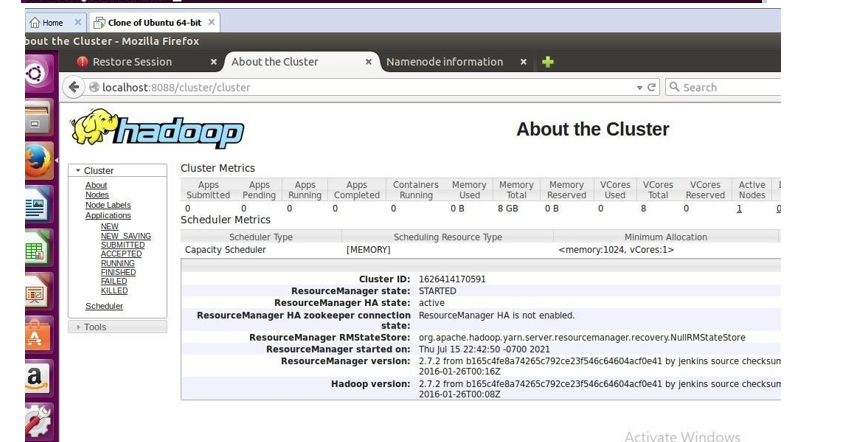 Home × Clone of Ubuntu 64-bit ×
bout the Cluster - Mozilla Firefox
Restore Session × About the Cluster × Namenode information ×
localhost:8088/cluster/cluster Search
hadoop
About the Cluster
Cluster
About
Nodes
Node Labels
Applications
NEW
NEW_SAVING
SUBMITTED
ACCEPTED
RUNNING
FINISHED
FAILED
KILLED
Scheduler
Tools
Cluster Metrics
Apps Apps Apps Apps Containers Memory Memory Memory VCores VCores VCores Active
Submitted Pending Running Completed Running Used Total Reserved Used Total Reserved Nodes
0 0 0 0 0 0 B 8 GB 0 B 0 8 0 1 0
Scheduler Metrics
Scheduler Type Scheduling Resource Type Minimum Allocation
Capacity Scheduler [MEMORY] <memory:1024, vCores:1>
Cluster ID: 1626414170591
ResourceManager state: STARTED
ResourceManager HA state: active
ResourceManager HA zookeeper connection ResourceManager HA is not enabled.
state:
ResourceManager RMStateStore: org.apache.hadoop.yarn.server.resourcemanager.recovery.NullRMStateStore
ResourceManager started on: Thu Jul 15 22:42:50 -0700 2021
ResourceManager version: 2.7.2 from b165c4fe8a74265c792ce23f546c64604acf0e41 by jenkins source checksum
2016-01-26T00:16Z
Hadoop version: 2.7.2 from b165c4fe8a74265c792ce23f546c64604acf0e41 by jenkins source checksum
2016-01-26T00:08Z
Activate Windows